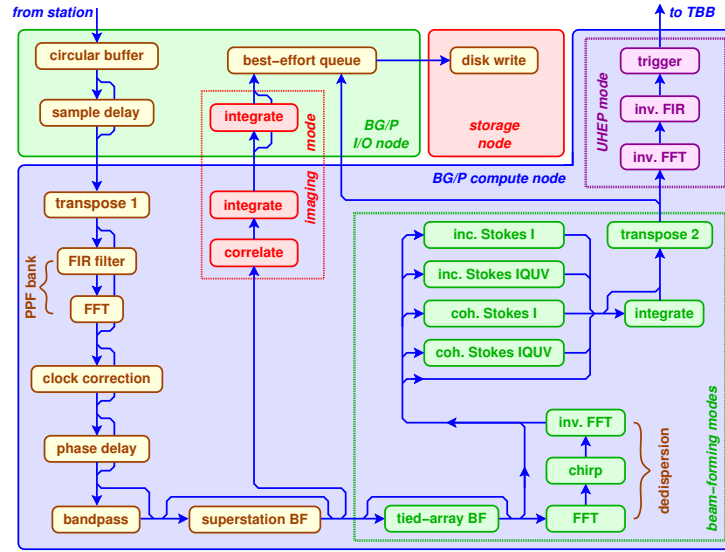 from station
to TBB
circular buffer
best−effort queue
disk write
trigger
sample delay
integrate
inv. FIR
UHEP mode
BG/P
I/O node
storage
node
inv. FFT
imaging mode
BG/P compute node
transpose 1
integrate
inc. Stokes I
transpose 2
correlate
FIR filter
PPF bank
inc. Stokes IQUV
FFT
coh. Stokes I
integrate
coh. Stokes IQUV
clock correction
inv. FFT
phase delay
chirp
dedispersion
beam−forming modes
bandpass
superstation BF
tied−array BF
FFT